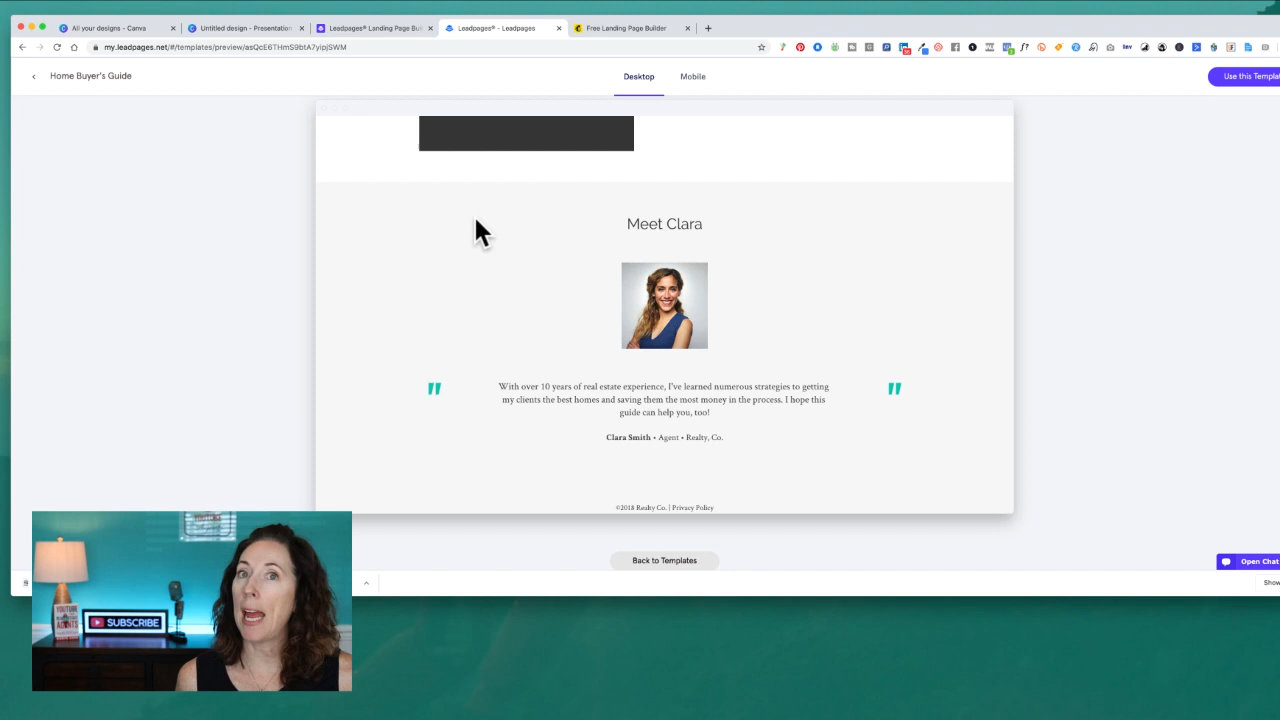 All your designs - Canva
Untitled design - Presentation
Leadpages® Landing Page Buil
Leadpages® - Leadpages
Free Landing Page Builder
my.leadpages.net/#/templates/preview/asQcE6THmS9btA7yipjSWM
Home Buyer's Guide
Desktop
Mobile
Use this Templat
Meet Clara
"
With over 10 years of real estate experience, I've learned numerous strategies to getting
my clients the best homes and saving them the most money in the process. I hope this
guide can help you, too!
"
Clara Smith • Agent • Realty, Co.
©2018 Realty Co. | Privacy Policy
Back to Templates
Open Chat
Show
YOUTUBE
AGENTS
SUBSCRIBE